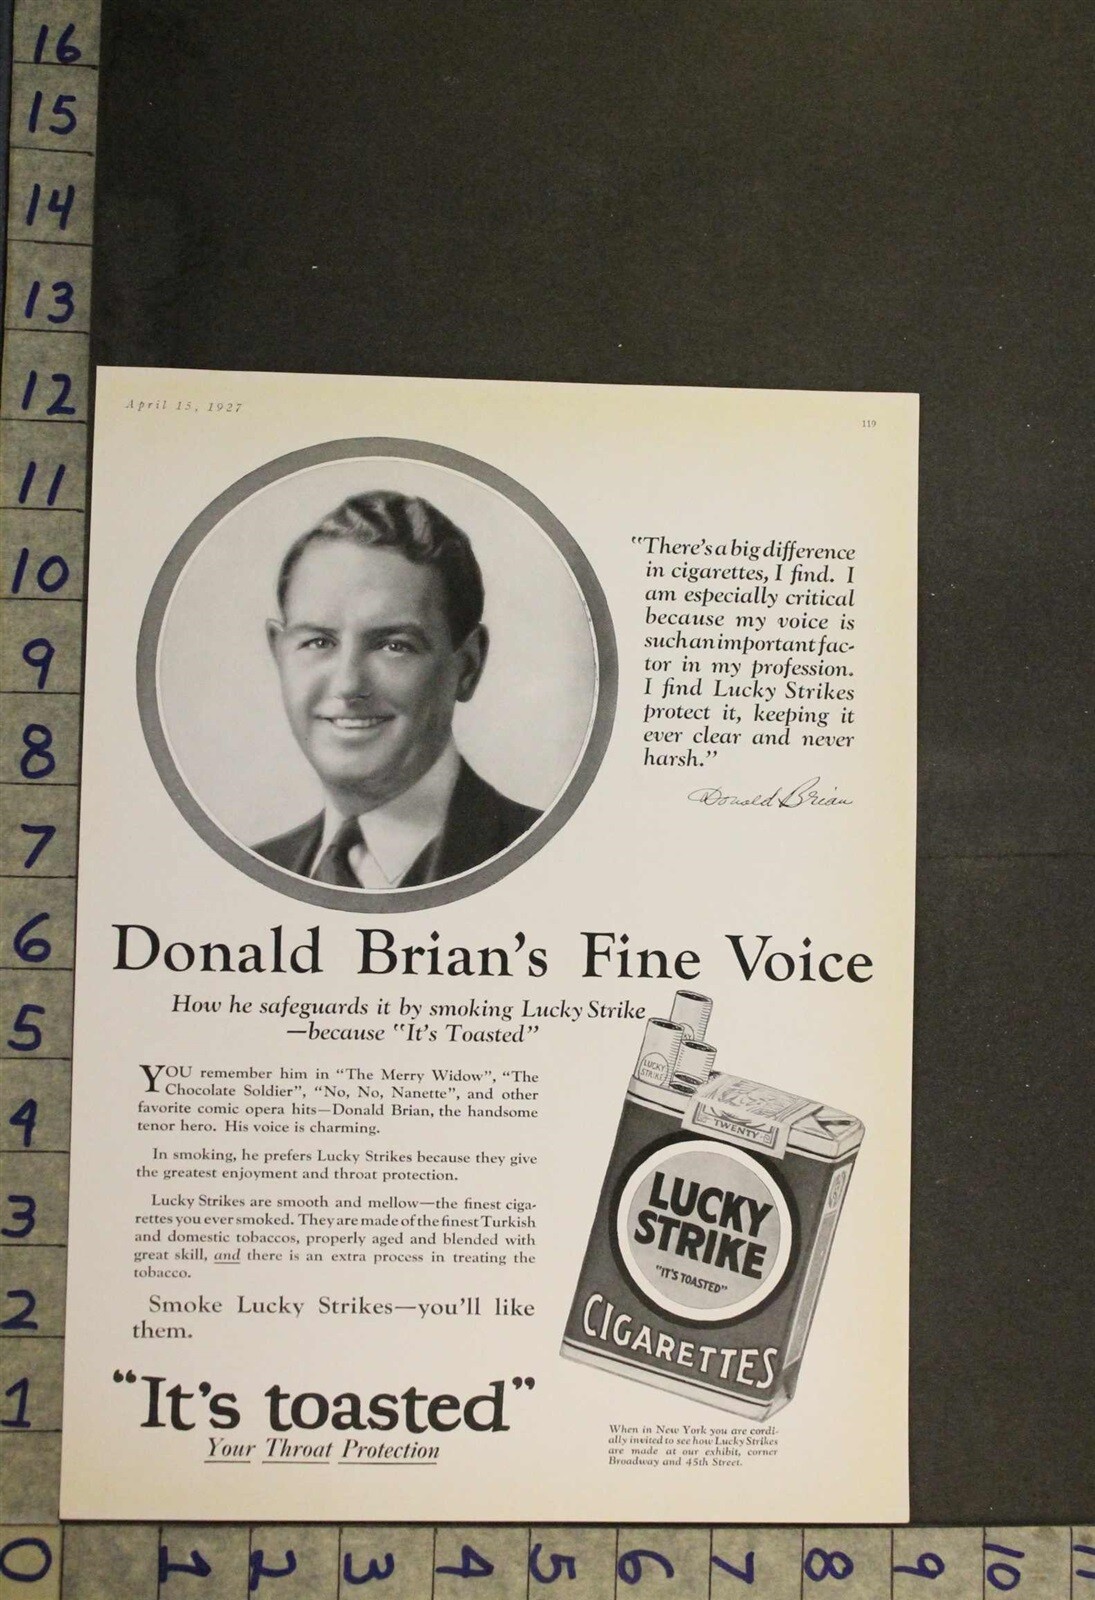 16
15
14
13
12
11
10
9
8
7
6
5
4
3
2
1
0
1
2
3
4
5
6
7
8
9
10
11
April 15, 1927
119
"There's a big difference
in cigarettes, I find. I
am especially critical
because my voice is
such an important fac-
tor in my profession.
I find Lucky Strikes
protect it, keeping it
ever clear and never
harsh."
Donald Brian
Donald Brian's Fine Voice
How he safeguards it by smoking Lucky Strike
—because "It's Toasted"
YOU remember him in "The Merry Widow", "The
Chocolate Soldier", "No, No, Nanette", and other
favorite comic opera hits—Donald Brian, the handsome
tenor hero. His voice is charming.
In smoking, he prefers Lucky Strikes because they give
the greatest enjoyment and throat protection.
Lucky Strikes are smooth and mellow—the finest ciga-
rettes you ever smoked. They are made of the finest Turkish
and domestic tobaccos, properly aged and blended with
great skill, and there is an extra process in treating the
tobacco.
Smoke Lucky Strikes—you'll like
them.
"It's toasted"
Your Throat Protection
LUCKY
STRIKE
TWENTY
LUCKY
STRIKE
"IT'S TOASTED"
CIGARETTES
When in New York you are cordi-
ally invited to see how Lucky Strikes
are made at our exhibit, corner
Broadway and 45th Street.